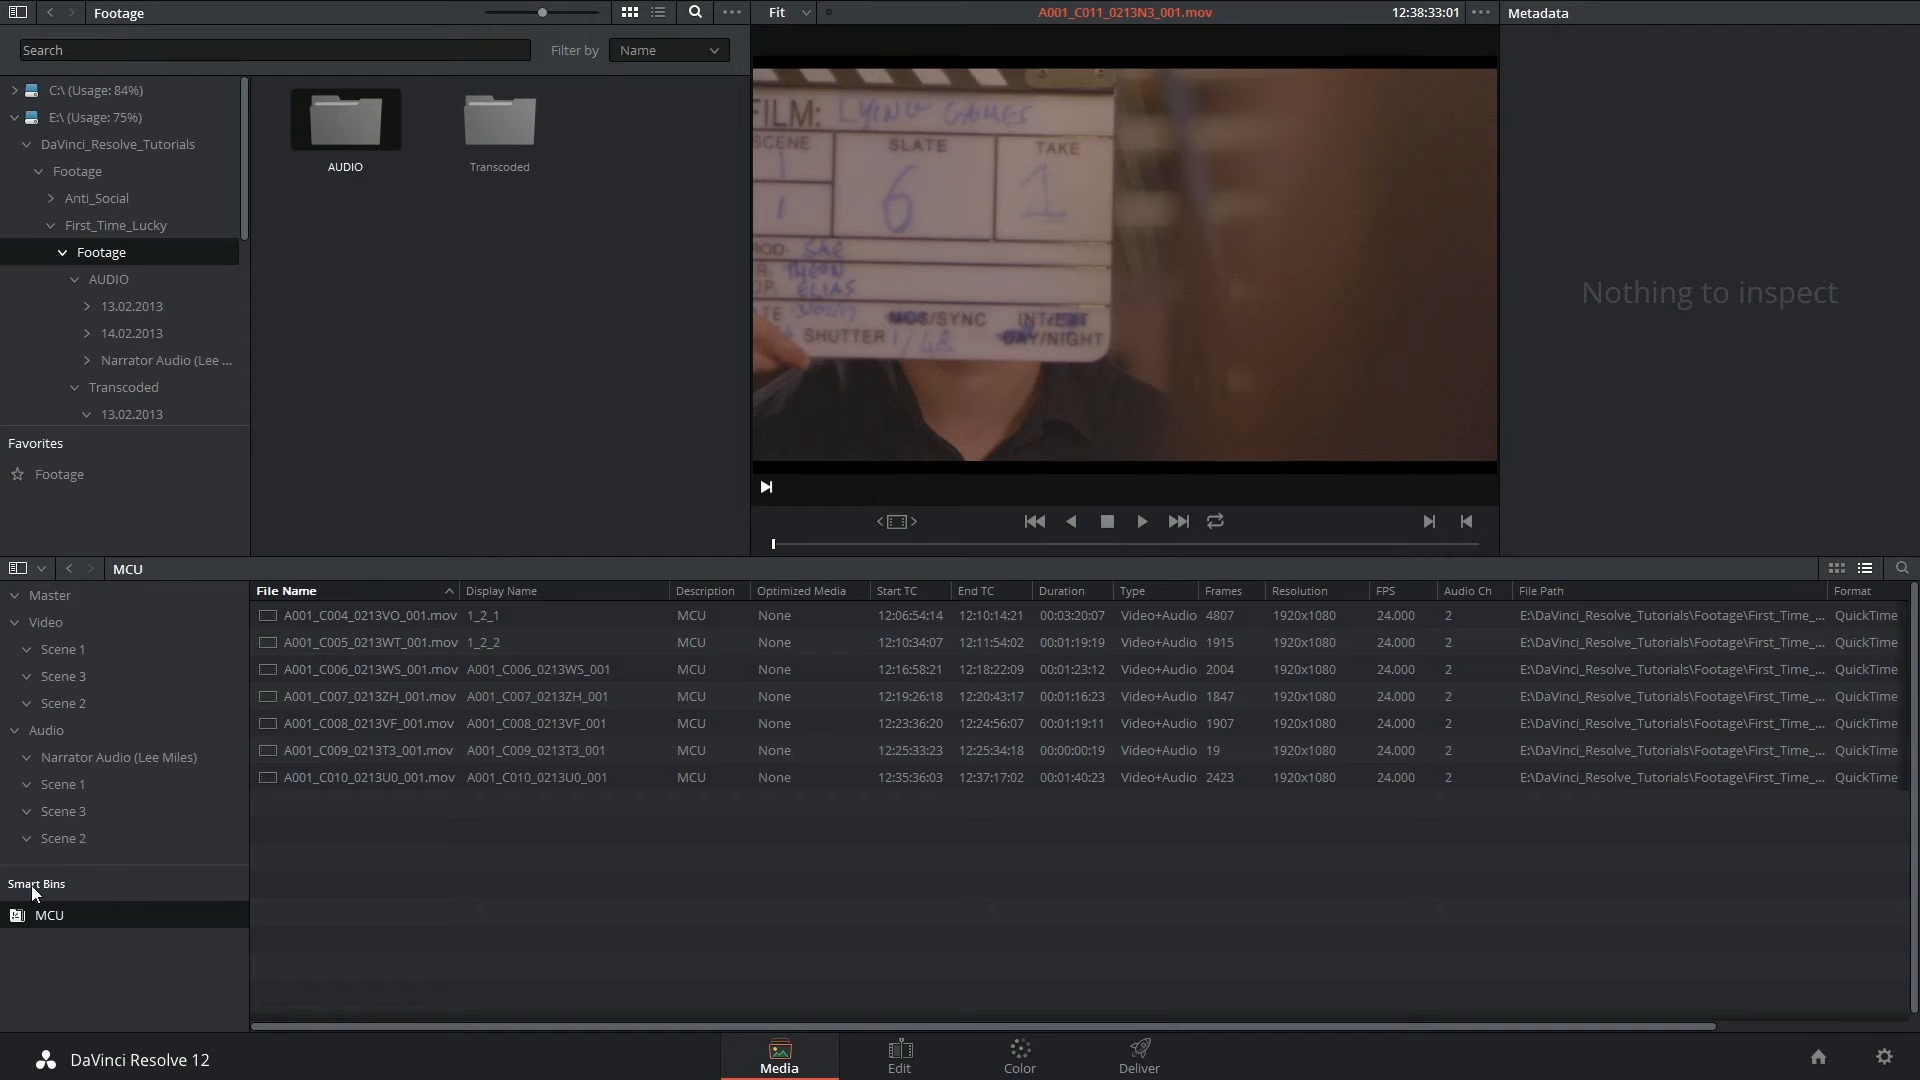 Footage
Fit
A001_C011_0213N3_001.mov
12:38:33:01
Metadata
Search
Filter by
Name
C:\ (Usage: 84%)
E:\ (Usage: 75%)
DaVinci_Resolve_Tutorials
Footage
Anti_Social
First_Time_Lucky
Footage
AUDIO
13.02.2013
14.02.2013
Narrator Audio (Lee ...
Transcoded
13.02.2013
Favorites
Footage
AUDIO
Transcoded
FILM: LYING GAMES
SCENE
SLATE
TAKE
1
6
1
1
SHUTTER 1/48
MOS/SYNC
INT/EXT
DAY/NIGHT
ELIAS
Nothing to inspect
MCU
Master
Video
Scene 1
Scene 3
Scene 2
Audio
Narrator Audio (Lee Miles)
Scene 1
Scene 3
Scene 2
Smart Bins
MCU
File Name Display Name Description Optimized Media Start TC End TC Duration Type Frames Resolution FPS Audio Ch File Path Format
A001_C004_0213VO_001.mov 1_2_1 MCU None 12:06:54:14 12:10:14:21 00:03:20:07 Video+Audio 4807 1920x1080 24.000 2 E:\DaVinci_Resolve_Tutorials\Footage\First_Time_... QuickTime
A001_C005_0213WT_001.mov 1_2_2 MCU None 12:10:34:07 12:11:54:02 00:01:19:19 Video+Audio 1915 1920x1080 24.000 2 E:\DaVinci_Resolve_Tutorials\Footage\First_Time_... QuickTime
A001_C006_0213WS_001.mov A001_C006_0213WS_001 MCU None 12:16:58:21 12:18:22:09 00:01:23:12 Video+Audio 2004 1920x1080 24.000 2 E:\DaVinci_Resolve_Tutorials\Footage\First_Time_... QuickTime
A001_C007_0213ZH_001.mov A001_C007_0213ZH_001 MCU None 12:19:26:18 12:20:43:17 00:01:16:23 Video+Audio 1847 1920x1080 24.000 2 E:\DaVinci_Resolve_Tutorials\Footage\First_Time_... QuickTime
A001_C008_0213VF_001.mov A001_C008_0213VF_001 MCU None 12:23:36:20 12:24:56:07 00:01:19:11 Video+Audio 1907 1920x1080 24.000 2 E:\DaVinci_Resolve_Tutorials\Footage\First_Time_... QuickTime
A001_C009_0213T3_001.mov A001_C009_0213T3_001 MCU None 12:25:33:23 12:25:34:18 00:00:00:19 Video+Audio 19 1920x1080 24.000 2 E:\DaVinci_Resolve_Tutorials\Footage\First_Time_... QuickTime
A001_C010_0213U0_001.mov A001_C010_0213U0_001 MCU None 12:35:36:03 12:37:17:02 00:01:40:23 Video+Audio 2423 1920x1080 24.000 2 E:\DaVinci_Resolve_Tutorials\Footage\First_Time_... QuickTime
DaVinci Resolve 12
Media
Edit
Color
Deliver